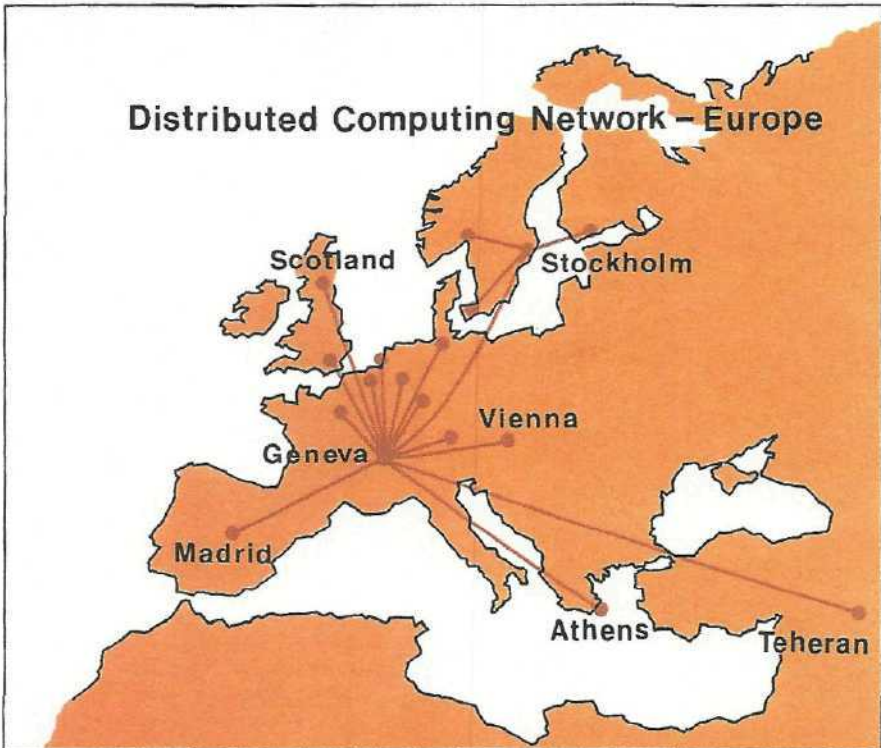 Distributed Computing Network – Europe
Scotland
Stockholm
Vienna
Geneva
Madrid
Athens
Teheran